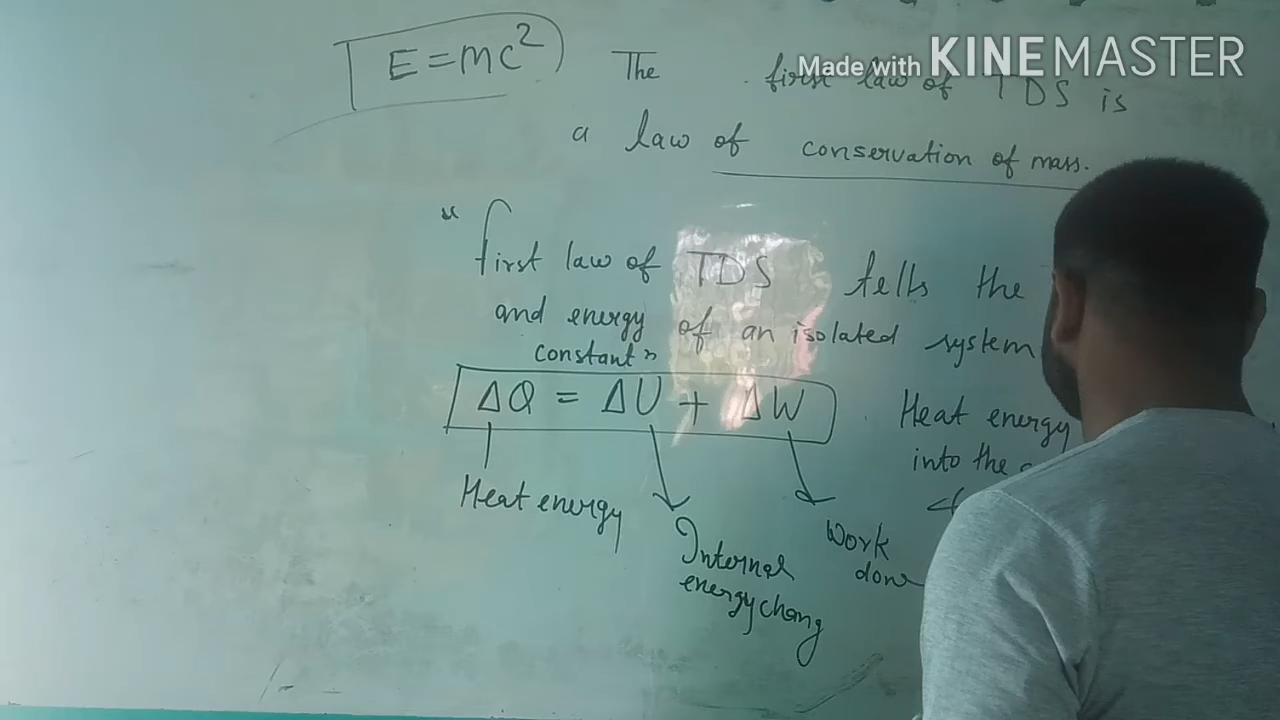 Made with KINEMASTER
E=mc²
The first law of TDS is
a law of conservation of mass.
"first law of TDS tells the
and energy of an isolated system
constant"
ΔQ = ΔU + ΔW
Heat energy
into the
Heat energy
Internal
energy chang
Work
done